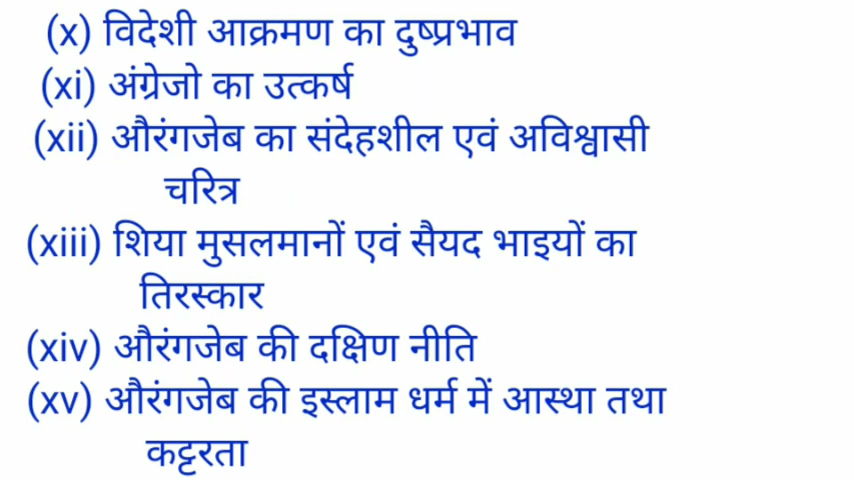 (x) विदेशी आक्रमण का दुष्प्रभाव
(xi) अंग्रेजो का उत्कर्ष
(xii) औरंगजेब का संदेहशील एवं अविश्वासी
चरित्र
(xiii) शिया मुसलमानों एवं सैयद भाइयों का
तिरस्कार
(xiv) औरंगजेब की दक्षिण नीति
(xv) औरंगजेब की इस्लाम धर्म में आस्था तथा
कट्टरता